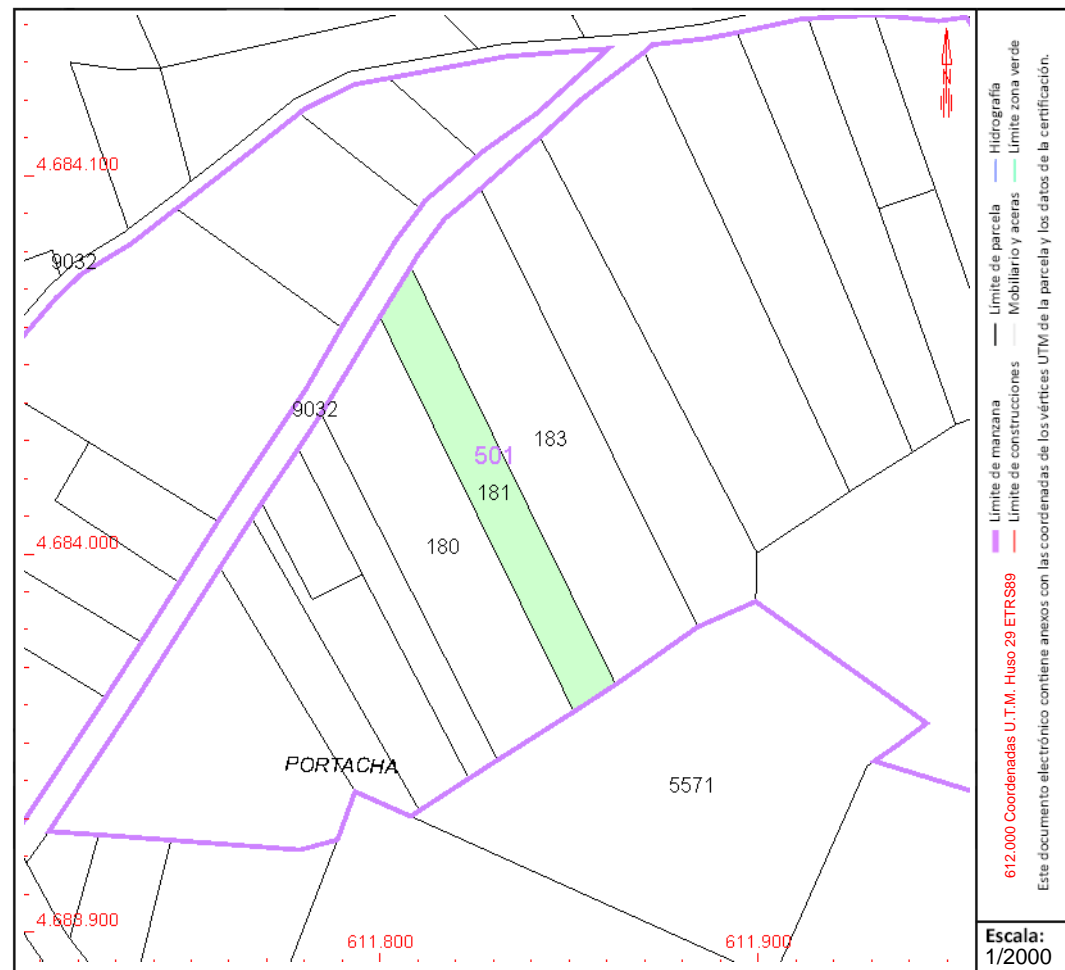 N
4.684.100
9032
9032
183
501
181
180
4.684.000
PORTACHA
5571
4.683.900
611.800
611.900
Límite de manzana
Límite de parcela
Hidrografía
Límite de construcciones
Mobiliario y aceras
Límite zona verde
612.000 Coordenadas U.T.M. Huso 29 ETRS89
Este documento electrónico contiene anexos con las coordenadas de los vértices UTM de la parcela y los datos de la certificación.
Escala:
1/2000